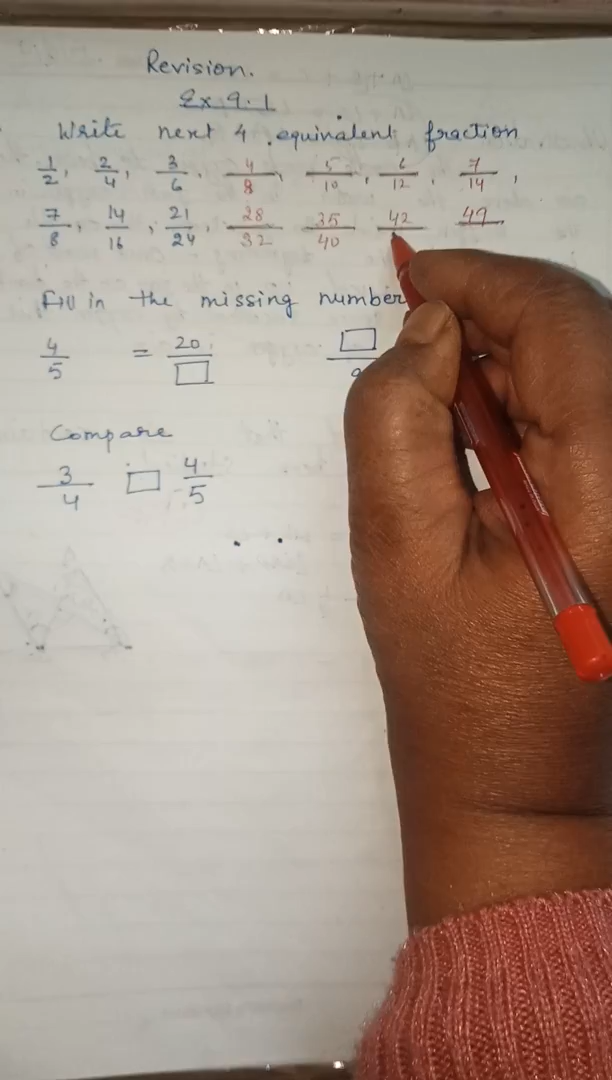 Revision.
Ex 9.1
Write next 4 equivalent fraction
1/2, 2/4, 3/6, 4/8, 5/10, 6/12, 7/14,
7/8, 14/16, 21/24, 28/32 35/40 42 49
Fill in the missing number
4/5 = 20/□ □/9
Compare
3/4 □ 4/5